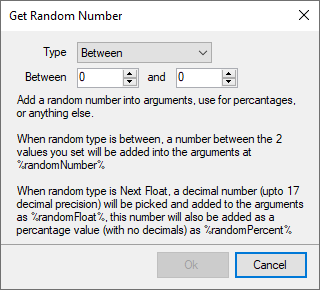 Get Random Number
Type Between
Between 0 and 0
Add a random number into arguments, use for percantages,
or anything else.
When random type is between, a number between the 2
values you set will be added into the arguments at
%randomNumber%
When random type is Next Float, a decimal number (upto 17
decimal precision) will be picked and added to the arguments
as %randomFloat%, this number will also be added as a
percentage value (with no decimals) as %randomPercent%
Ok Cancel